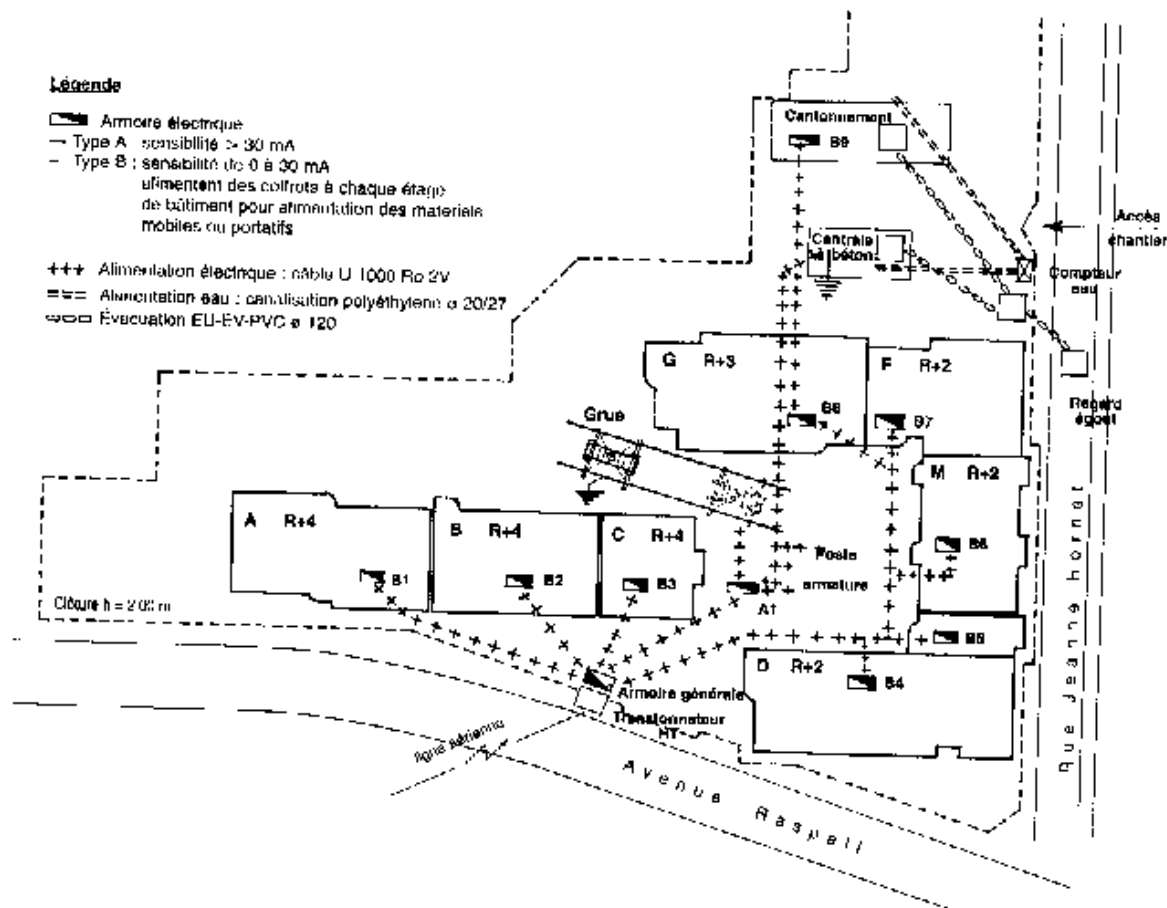 Légende
Armoire électrique
Type A : sensibilité > 30 mA
Type B : sensibilité de 0 à 30 mA
alimentent des coffrets à chaque étage
de bâtiment pour alimentation des materiels
mobiles ou portatifs
+++ Alimentation électrique : câble U 1000 Ro 2V
Alimentation eau : canalisation polyéthylène ø 20/27
Évacuation EU-EV-PVC ø 120
Cantonnement
B9
Centrale
à béton
Accès
chantier
Compteur
eau
G R+3
F R+2
Regard
égout
B8
B7
Grue
M R+2
A R+4
B R+4
C R+4
Poste
armature
B6
B1
B2
B3
A1
Clôture h = 2,00 m
B5
D R+2
B4
Armoire générale
Transformateur
HT
ligne aérienne
Avenue Raspail
Rue Jeanne hornet